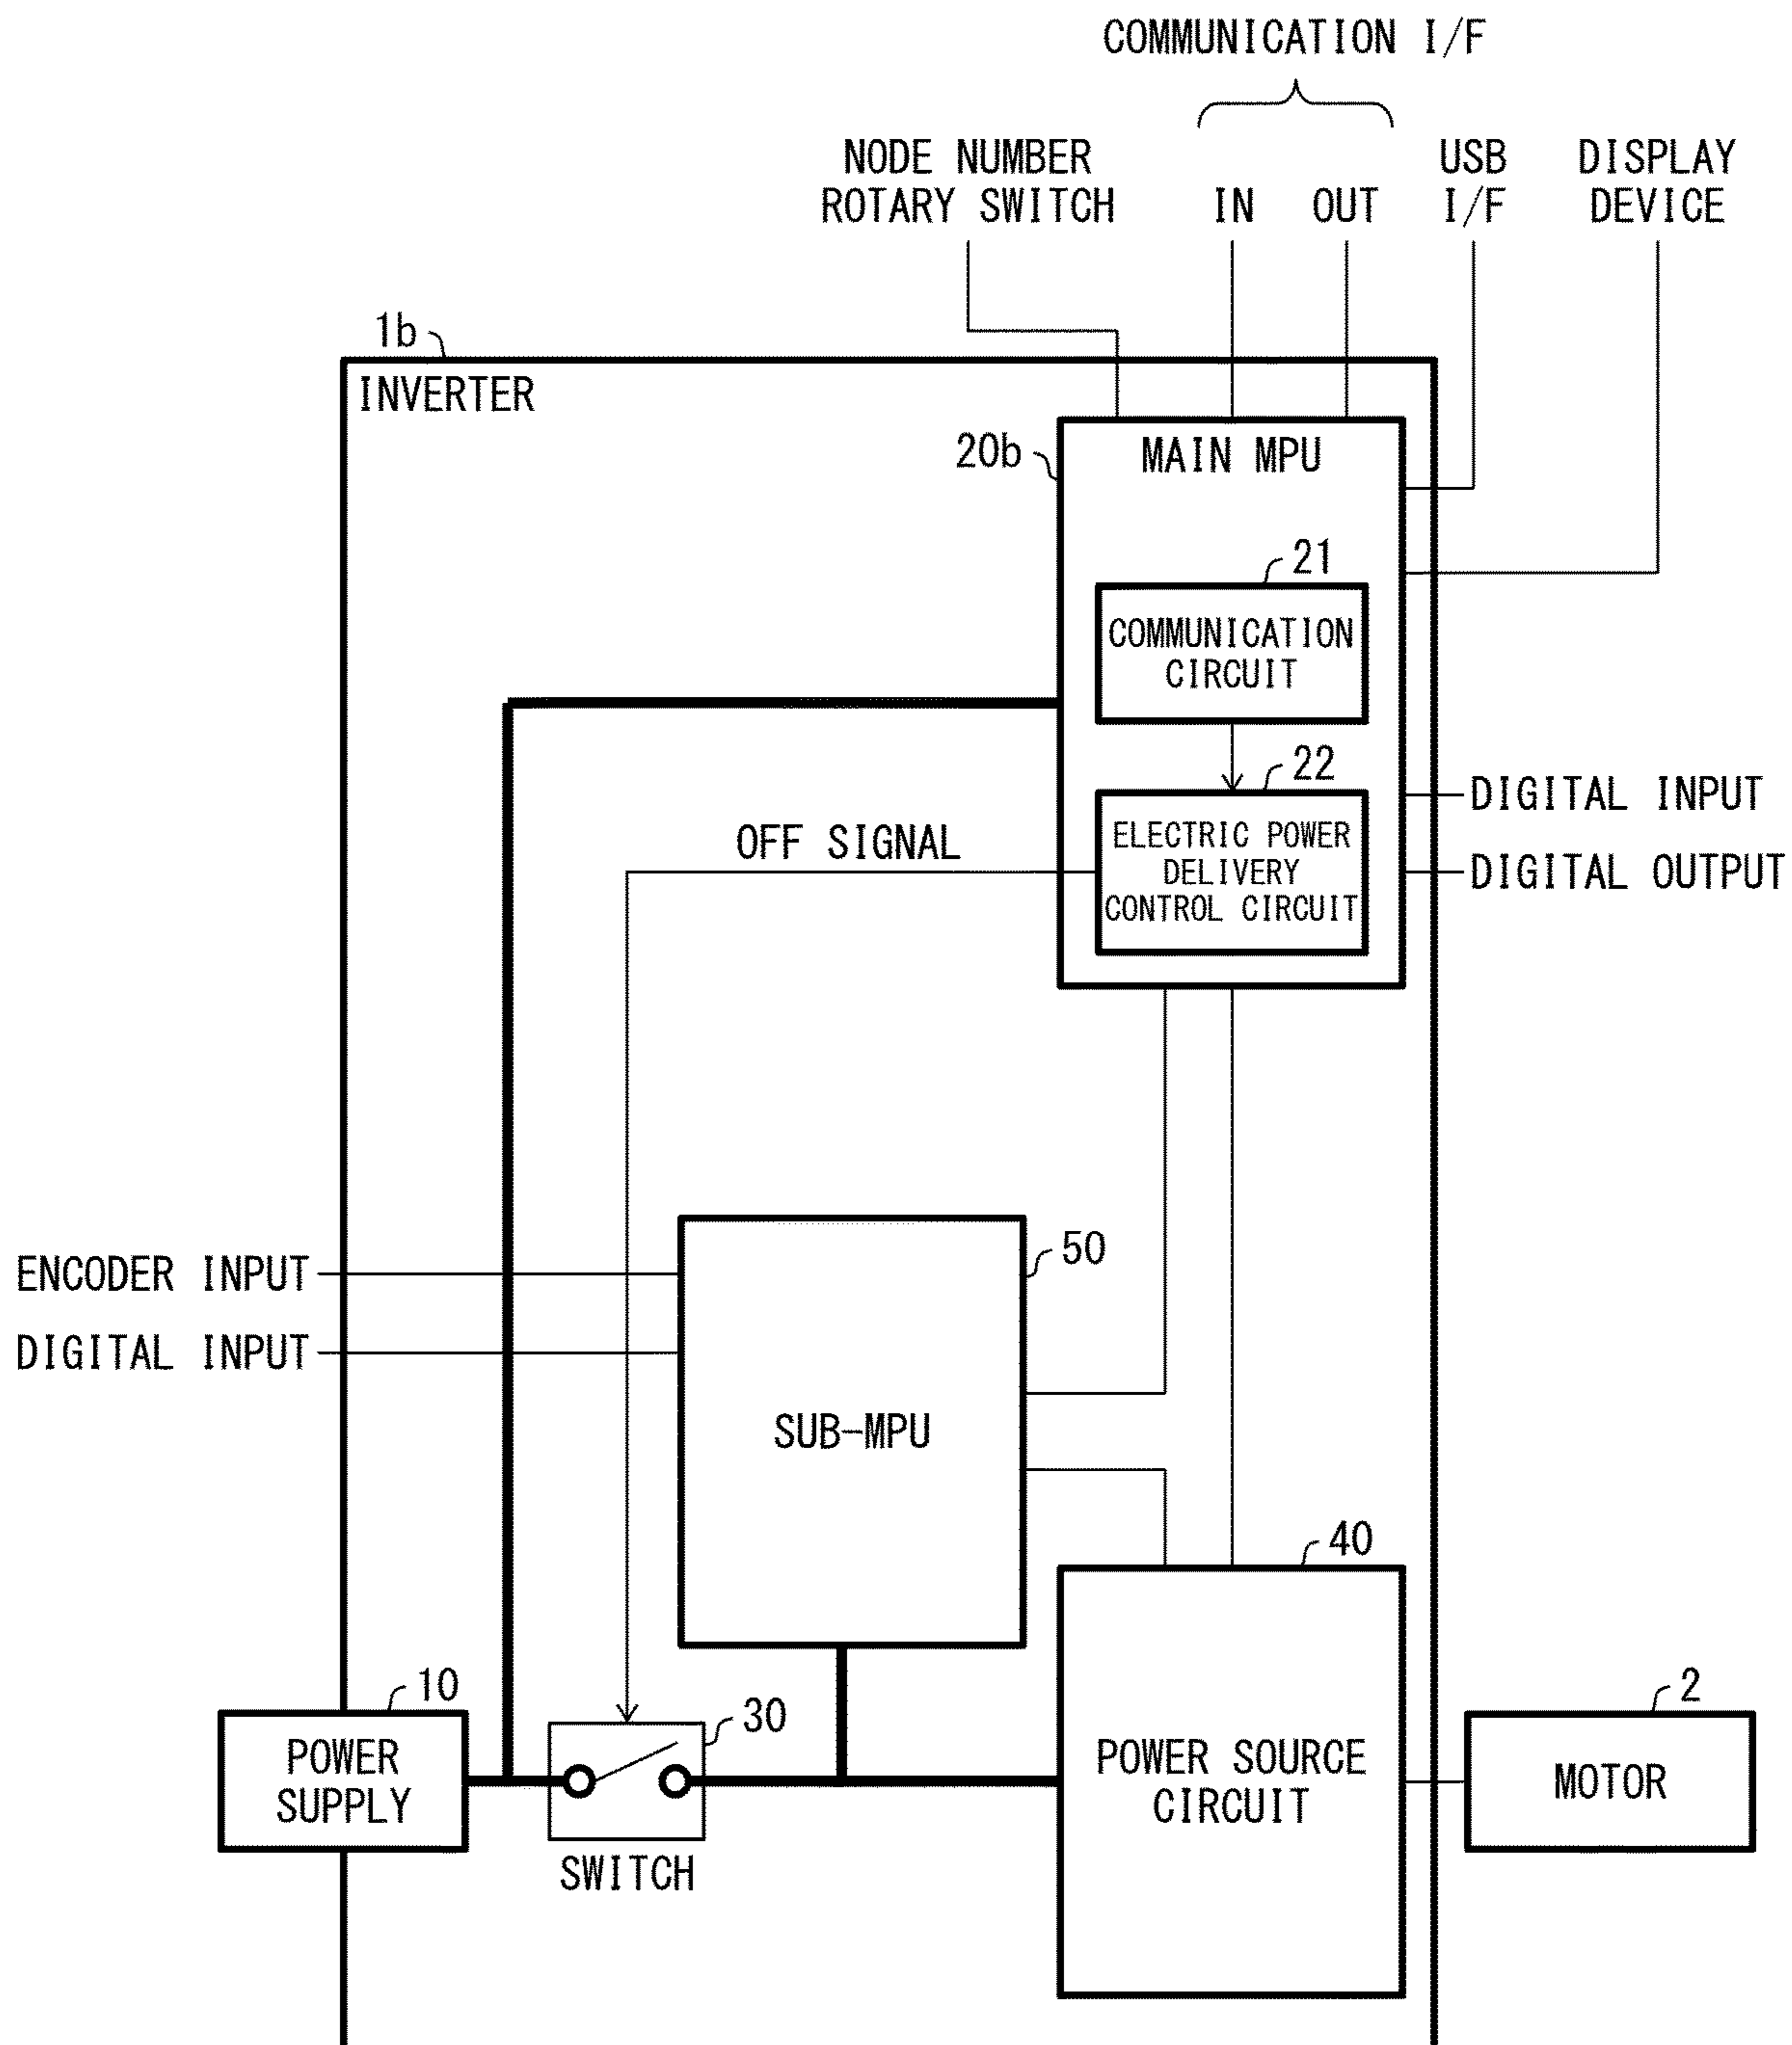 COMMUNICATION I/F
NODE NUMBER
ROTARY SWITCH
IN
OUT
USB
I/F
DISPLAY
DEVICE
1b
INVERTER
20b
MAIN MPU
21
COMMUNICATION
CIRCUIT
22
ELECTRIC POWER
DELIVERY
CONTROL CIRCUIT
DIGITAL INPUT
DIGITAL OUTPUT
OFF SIGNAL
ENCODER INPUT
DIGITAL INPUT
50
SUB-MPU
40
POWER SOURCE
CIRCUIT
10
POWER
SUPPLY
30
SWITCH
2
MOTOR